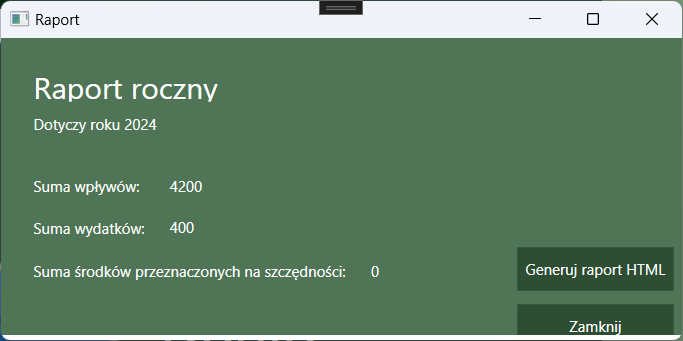 Raport
Raport roczny
Dotyczy roku 2024
Suma wpływów: 4200
Suma wydatków: 400
Suma środków przeznaczonych na szczędności: 0
Generuj raport HTML
Zamknij